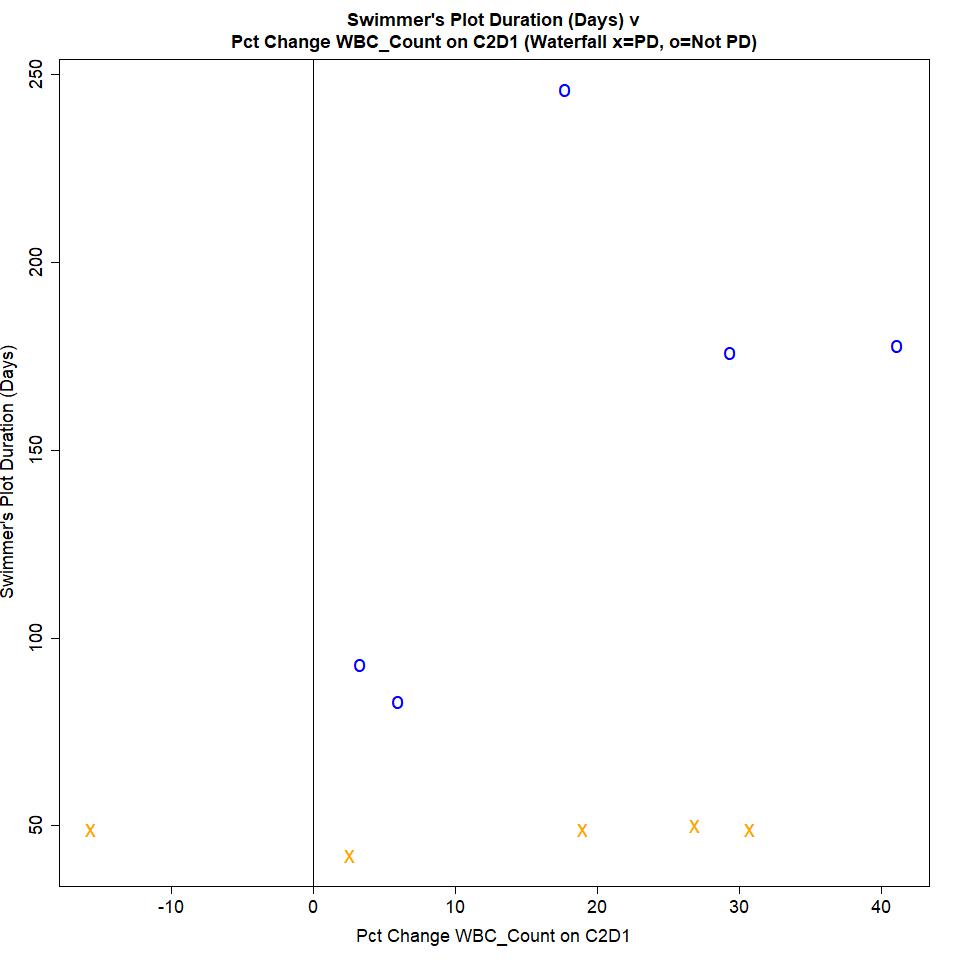 Swimmer's Plot Duration (Days) v
Pct Change WBC_Count on C2D1 (Waterfall x=PD, o=Not PD)
Swimmer's Plot Duration (Days)
250
200
150
100
50
O
O
O
O
O
X
X
X
X
X
-10
0
10
20
30
40
Pct Change WBC_Count on C2D1